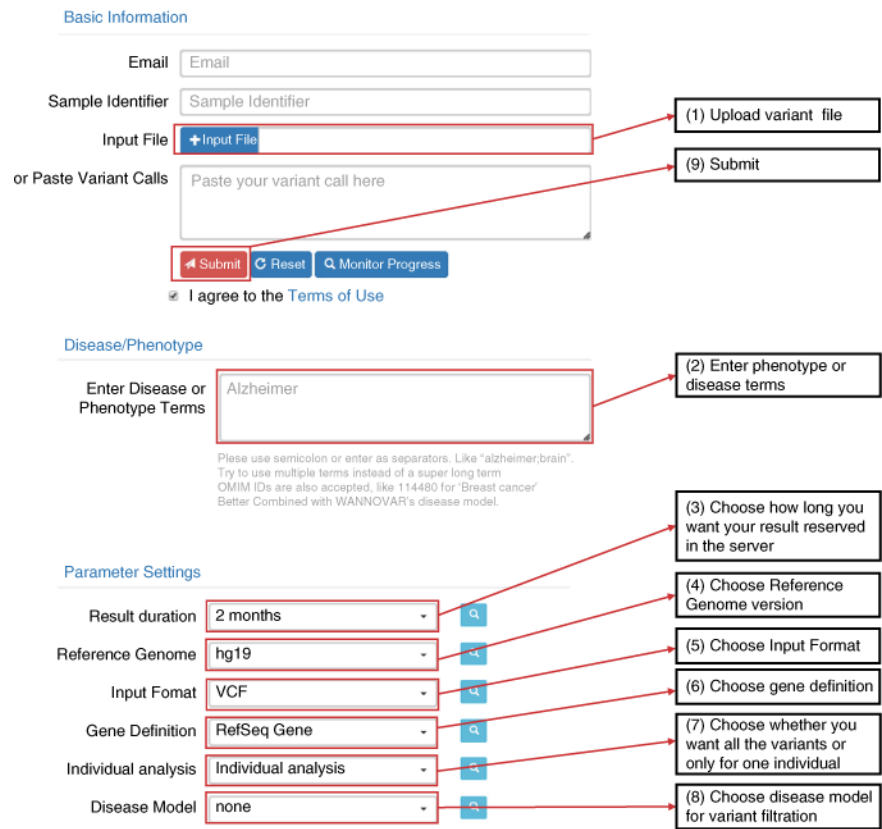 Basic Information
Email
Email
Sample Identifier
Sample Identifier
(1) Upload variant file
Input File
+Input File
(9) Submit
or Paste Variant Calls
Paste your variant call here
Submit
Reset
Monitor Progress
I agree to the Terms of Use
Disease/Phenotype
(2) Enter phenotype or
disease terms
Enter Disease or
Phenotype Terms
Alzheimer
Plese use semicolon or enter as separators. Like “alzheimer;brain”.
Try to use multiple terms instead of a super long term
OMIM IDs are also accepted, like 114480 for ‘Breast cancer’
Better Combined with WANNOVAR’s disease model.
(3) Choose how long you
want your result reserved
in the server
Parameter Settings
(4) Choose Reference
Genome version
Result duration
2 months
Reference Genome
hg19
(5) Choose Input Format
Input Fomat
VCF
(6) Choose gene definition
Gene Definition
RefSeq Gene
(7) Choose whether you
want all the variants or
only for one individual
Individual analysis
Individual analysis
Disease Model
none
(8) Choose disease model
for variant filtration